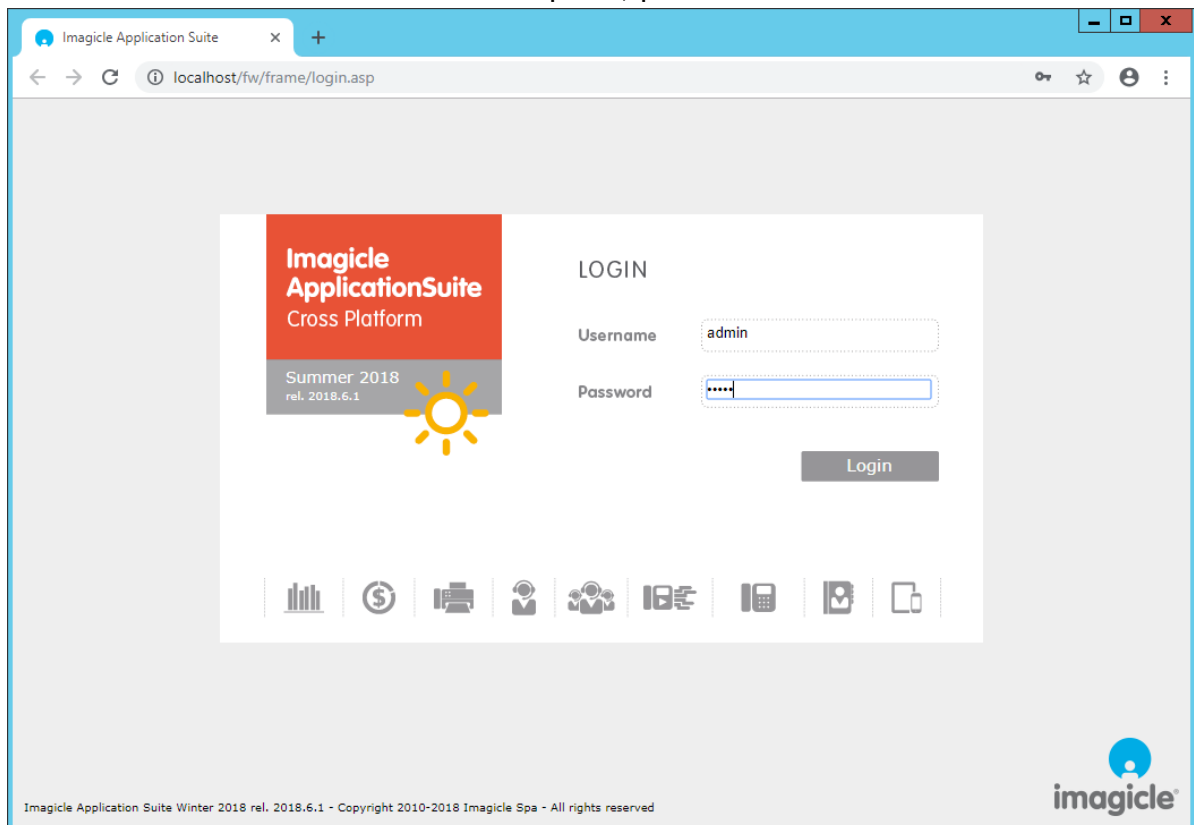 Imagicle Application Suite
localhost/fw/frame/login.asp
Imagicle
ApplicationSuite
Cross Platform
Summer 2018
rel. 2018.6.1
LOGIN
Username admin
Password •••••
Login
Imagicle Application Suite Winter 2018 rel. 2018.6.1 - Copyright 2010-2018 Imagicle Spa - All rights reserved
imagicle